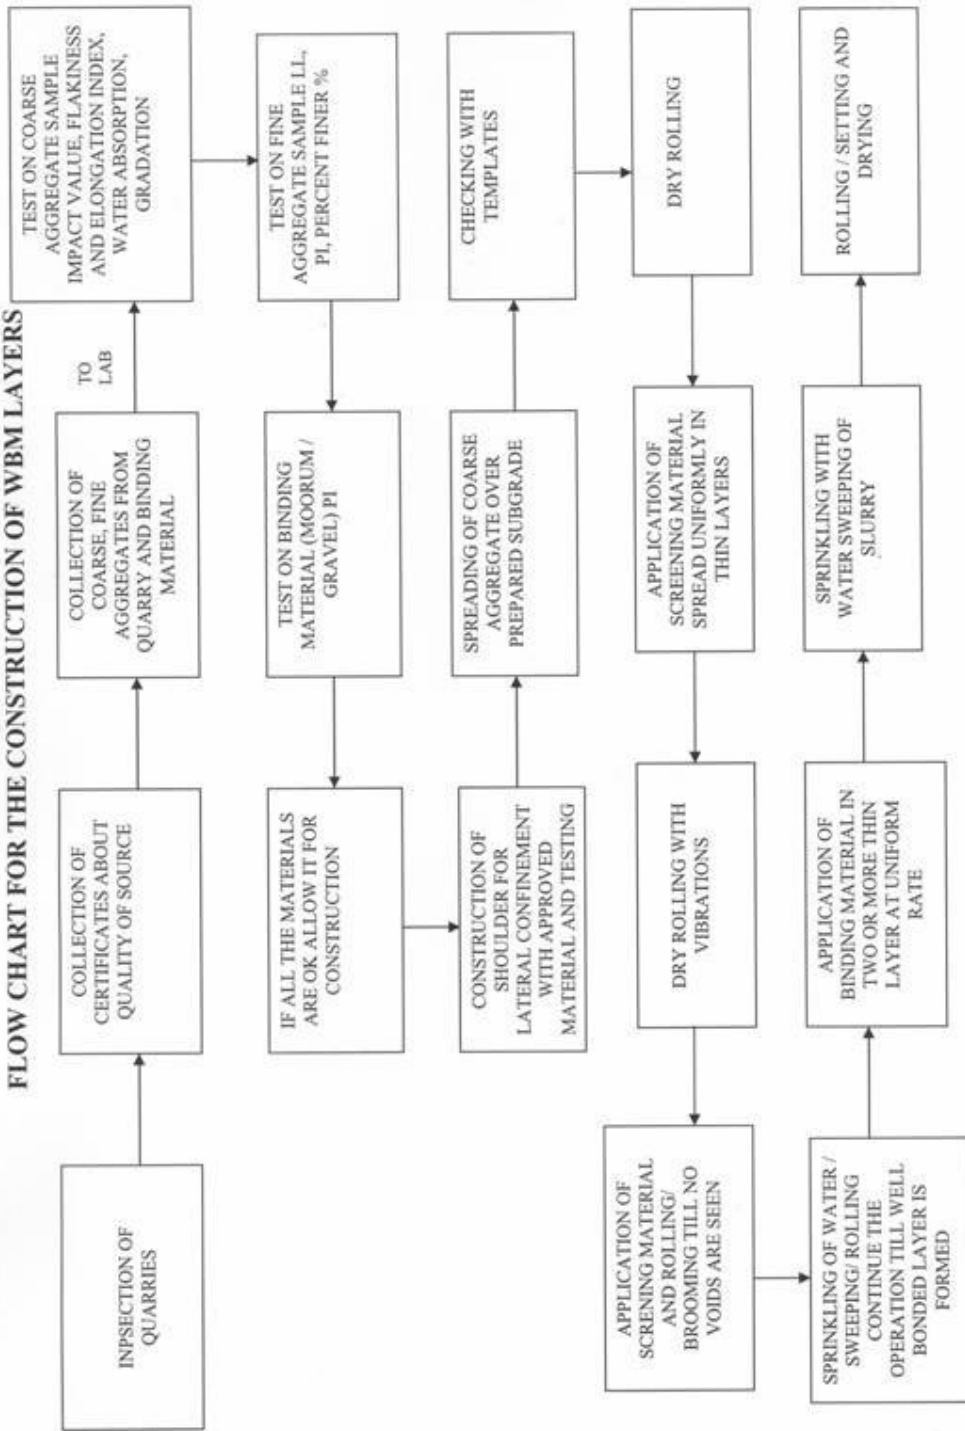 FLOW CHART FOR THE CONSTRUCTION OF WBM LAYERS
INPSECTION OF
QUARRIES
COLLECTION OF
CERTIFICATES ABOUT
QUALITY OF SOURCE
COLLECTION OF
COARSE, FINE
AGGREGATES FROM
QUARRY AND BINDING
MATERIAL
TO
LAB
TEST ON COARSE
AGGREGATE SAMPLE
IMPACT VALUE, FLAKINESS
AND ELONGATION INDEX,
WATER ABSORPTION,
GRADATION
TEST ON FINE
AGGREGATE SAMPLE LL,
PI, PERCENT FINER %
TEST ON BINDING
MATERIAL (MOORUM /
GRAVEL) PI
IF ALL THE MATERIALS
ARE OK ALLOW IT FOR
CONSTRUCTION
CONSTRUCTION OF
SHOULDER FOR
LATERAL CONFINEMENT
WITH APPROVED
MATERIAL AND TESTING
SPREADING OF COARSE
AGGREGATE OVER
PREPARED SUBGRADE
CHECKING WITH
TEMPLATES
DRY ROLLING
APPLICATION OF
SCREENING MATERIAL
SPREAD UNIFORMLY IN
THIN LAYERS
DRY ROLLING WITH
VIBRATIONS
APPLICATION OF
SCRENING MATERIAL
AND ROLLING/
BROOMING TILL NO
VOIDS ARE SEEN
SPRINKLING OF WATER /
SWEEPING/ ROLLING
CONTINUE THE
OPERATION TILL WELL
BONDED LAYER IS
FORMED
APPLICATION OF
BINDING MATERIAL IN
TWO OR MORE THIN
LAYER AT UNIFORM
RATE
SPRINKLING WITH
WATER SWEEPING OF
SLURRY
ROLLING / SETTING AND
DRYING